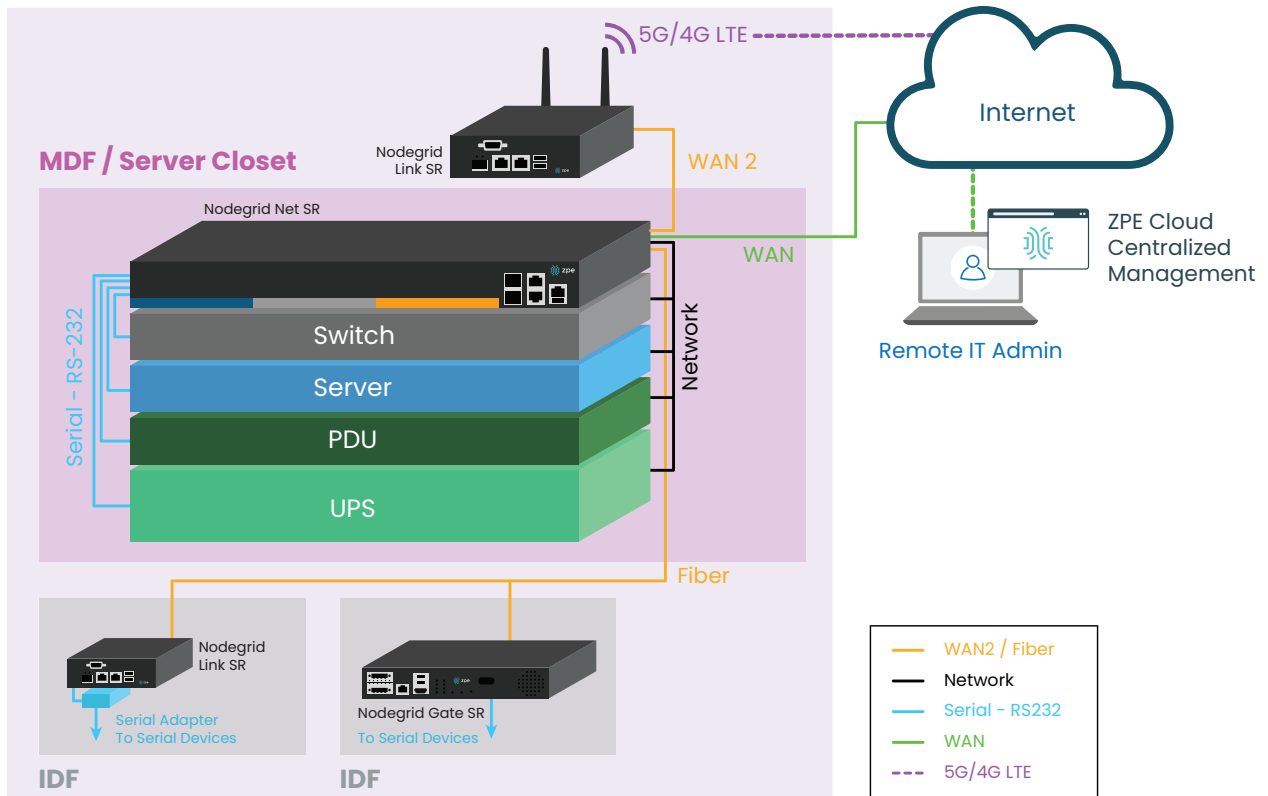 5G/4G LTE
Internet
MDF / Server Closet
Nodegrid
Link SR
zpe
WAN 2
Nodegrid Net SR
WAN
zpe
ZPE Cloud
Centralized
Management
Remote IT Admin
Serial - RS-232
Switch
Server
PDU
UPS
Network
Fiber
Nodegrid
Link SR
zpe
Serial Adapter
To Serial Devices
IDF
zpe
Nodegrid Gate SR
To Serial Devices
IDF
WAN2 / Fiber
Network
Serial - RS232
WAN
5G/4G LTE